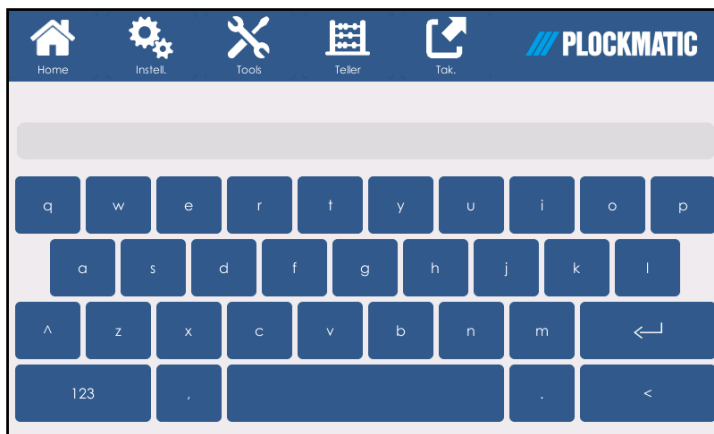 Home Instell. Tools Teller Tak. PLOCKMATIC
q w e r t y u i o p
a s d f g h j k l
^ z x c v b n m
123 , . <